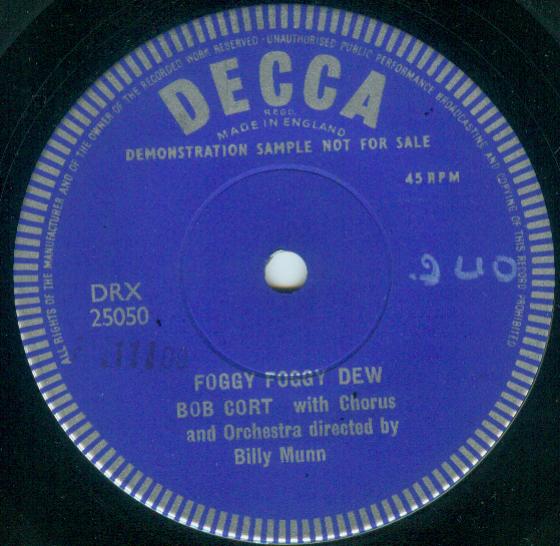 ALL RIGHTS OF THE MANUFACTURER AND OF THE OWNER OF THE RECORDED WORK RESERVED · UNAUTHORISED PUBLIC PERFORMANCE BROADCASTING AND COPYING OF THIS RECORD PROHIBITED
DECCA
REGD.
MADE IN ENGLAND
DEMONSTRATION SAMPLE NOT FOR SALE
45 RPM
DRX
25050
FOGGY FOGGY DEW
BOB CORT with Chorus
and Orchestra directed by
Billy Munn